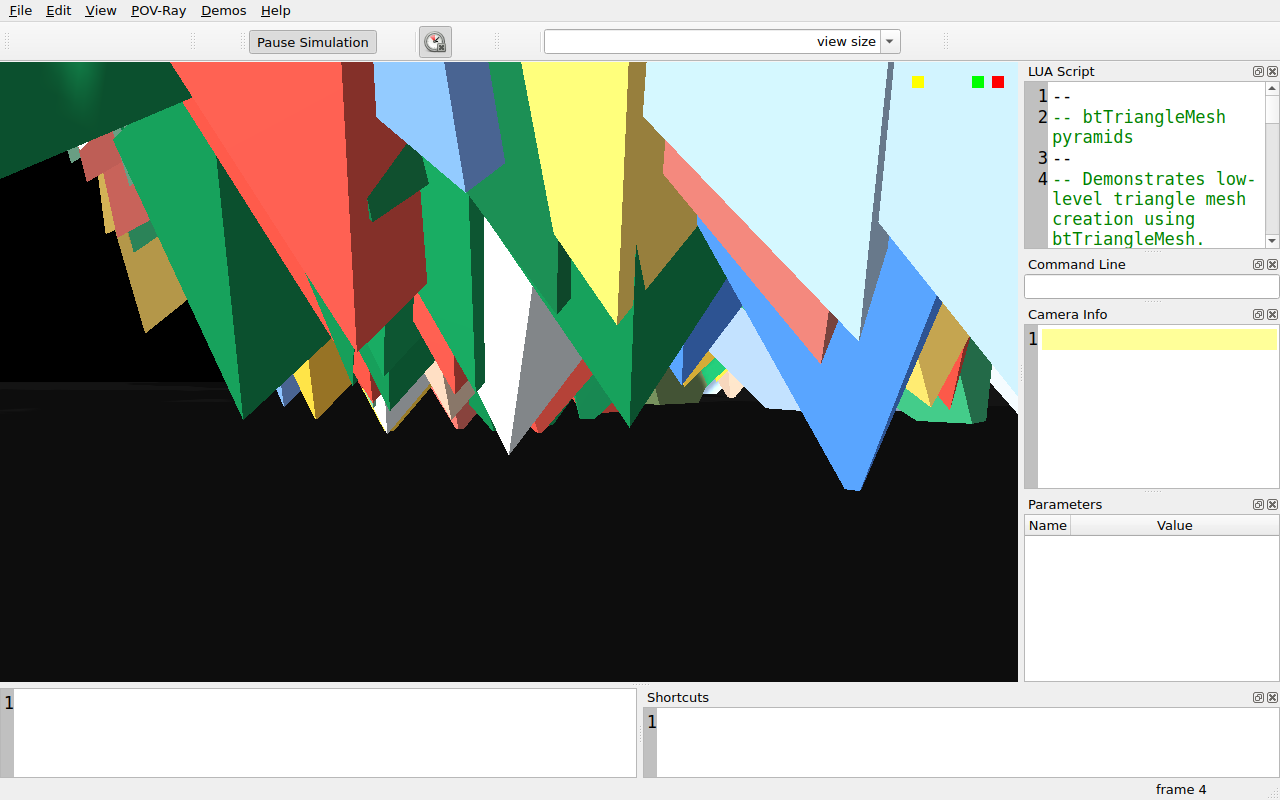 File Edit View POV-Ray Demos Help
Pause Simulation
view size
LUA Script
1 --
2 -- btTriangleMesh
pyramids
3 --
4 -- Demonstrates low-
level triangle mesh
creation using
btTriangleMesh.
Command Line
Camera Info
1
Parameters
Name Value
1
Shortcuts
1
frame 4